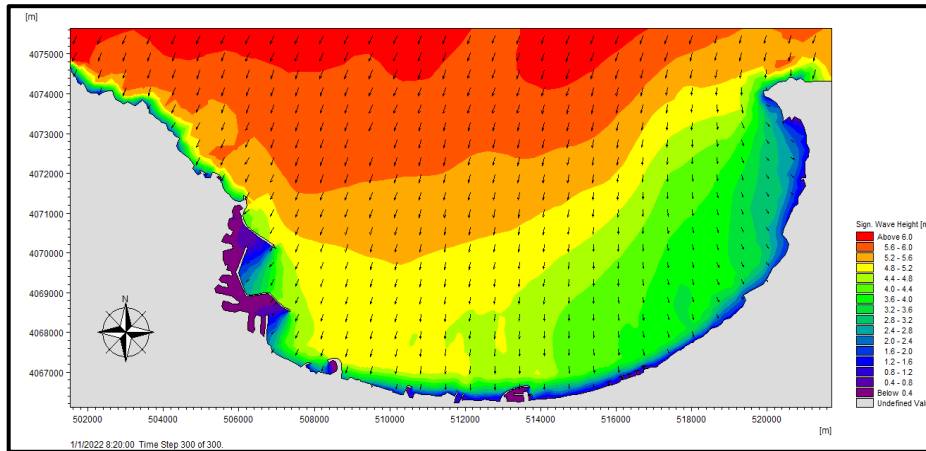 [m]
4075000
4074000
4073000
4072000
4071000
4070000
4069000
4068000
4067000
N
502000 504000 506000 508000 510000 512000 514000 516000 518000 520000
[m]
1/1/2022 8:20:00 Time Step 300 of 300.
Sign. Wave Height [m
Above 6.0
5.6 - 6.0
5.2 - 5.6
4.8 - 5.2
4.4 - 4.8
4.0 - 4.4
3.6 - 4.0
3.2 - 3.6
2.8 - 3.2
2.4 - 2.8
2.0 - 2.4
1.6 - 2.0
1.2 - 1.6
0.8 - 1.2
0.4 - 0.8
Below 0.4
Undefined Valu